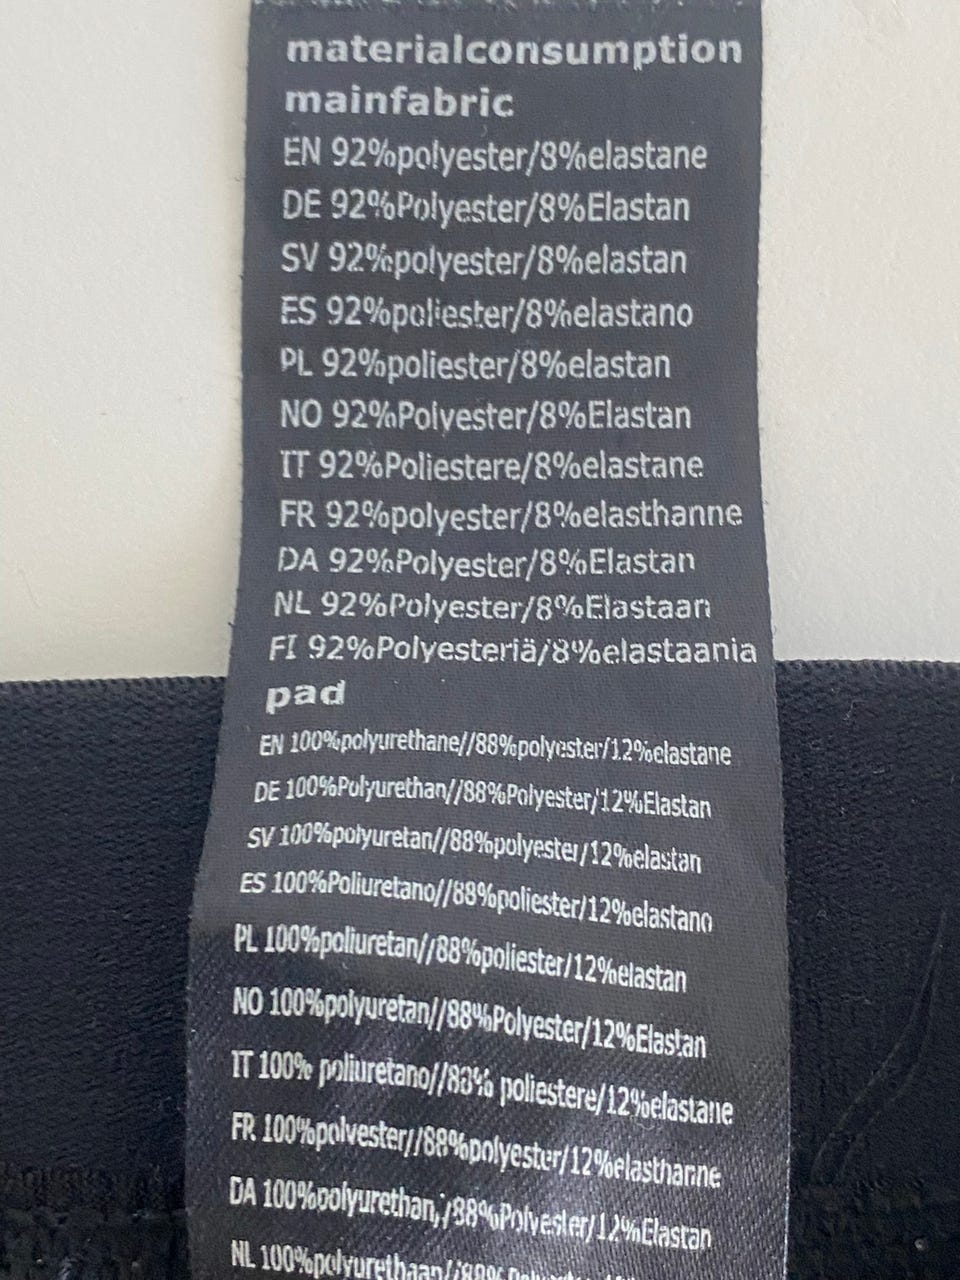 materialconsumption
mainfabric
EN 92%polyester/8%elastane
DE 92%Polyester/8%Elastan
SV 92%polyester/8%elastan
ES 92%poliester/8%elastano
PL 92%poliester/8%elastan
NO 92%Polyester/8%Elastan
IT 92%Poliestere/8%elastane
FR 92%polyester/8%elasthanne
DA 92%Polyester/8%Elastan
NL 92%Polyester/8%Elastaan
FI 92%Polyesteriä/8%elastaania
pad
EN 100%polyurethane//88%polyester/12%elastane
DE 100%Polyurethan//88%Polyester/12%Elastan
SV 100%polyuretan//88%polyester/12%elastan
ES 100%Poliuretano//88%poliester/12%elastano
PL 100%poliuretan//88%poliester/12%elastan
NO 100%polyuretan//88%Polyester/12%Elastan
IT 100% poliuretano//88% poliestere/12%elastane
FR 100%polyester//88%polyester/12%elasthanne
DA 100%polyurethan,/88%Polyester/12%Elastan
NL 100%polyurethaan//88%